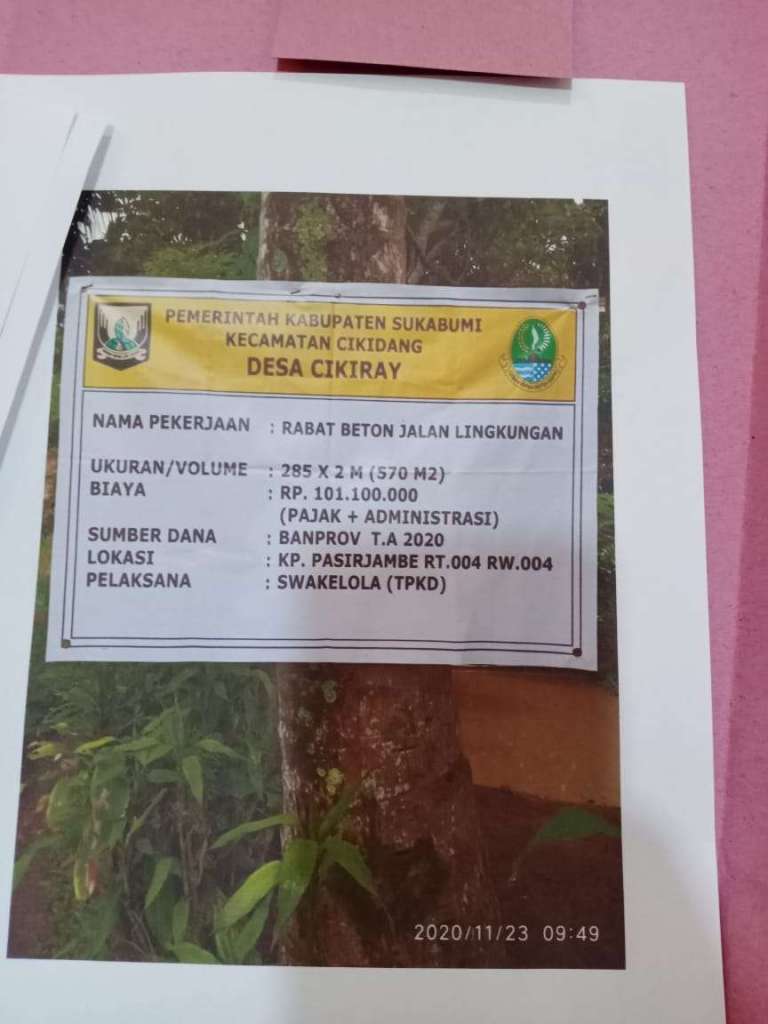 PEMERINTAH KABUPATEN SUKABUMI
KECAMATAN CIKIDANG
DESA CIKIRAY
NAMA PEKERJAAN : RABAT BETON JALAN LINGKUNGAN
UKURAN/VOLUME : 285 X 2 M (570 M2)
BIAYA : RP. 101.100.000
(PAJAK + ADMINISTRASI)
SUMBER DANA : BANPROV T.A 2020
LOKASI : KP. PASIRJAMBE RT.004 RW.004
PELAKSANA : SWAKELOLA (TPKD)
2020/11/23 09:49